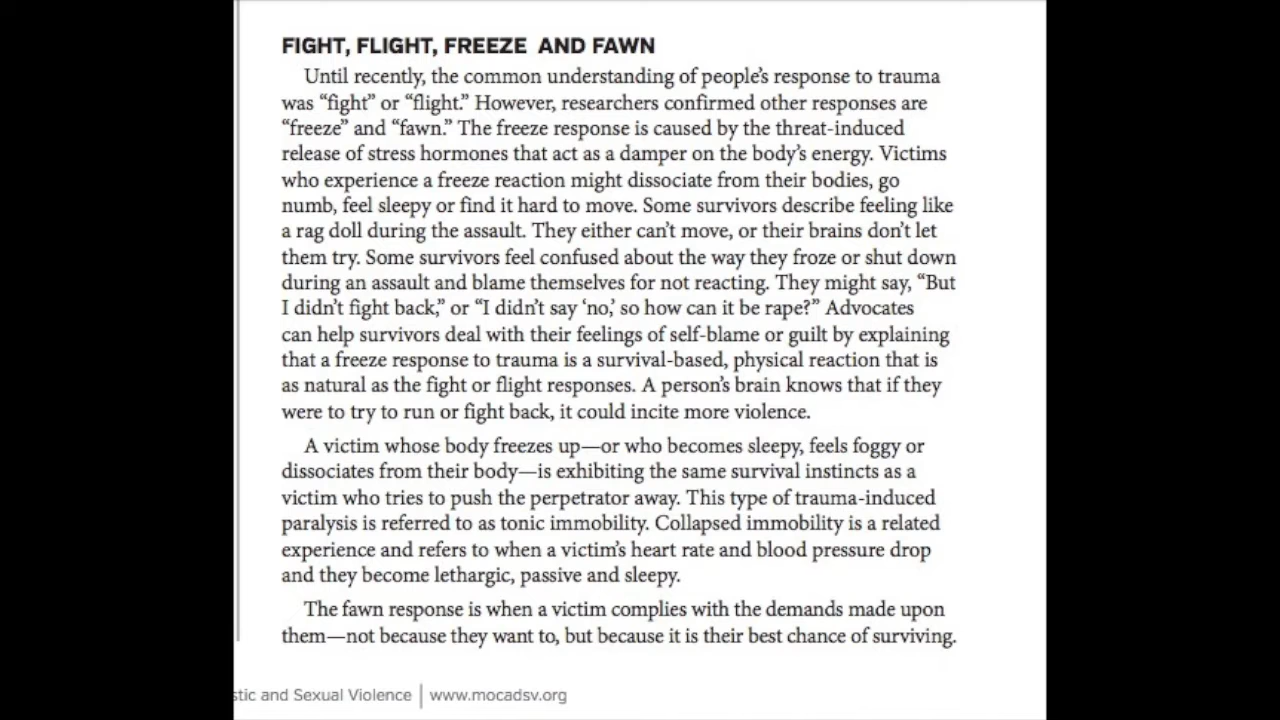 FIGHT, FLIGHT, FREEZE AND FAWN
Until recently, the common understanding of people’s response to trauma
was “fight” or “flight.” However, researchers confirmed other responses are
“freeze” and “fawn.” The freeze response is caused by the threat-induced
release of stress hormones that act as a damper on the body’s energy. Victims
who experience a freeze reaction might dissociate from their bodies, go
numb, feel sleepy or find it hard to move. Some survivors describe feeling like
a rag doll during the assault. They either can’t move, or their brains don’t let
them try. Some survivors feel confused about the way they froze or shut down
during an assault and blame themselves for not reacting. They might say, “But
I didn’t fight back,” or “I didn’t say ‘no,’ so how can it be rape?” Advocates
can help survivors deal with their feelings of self-blame or guilt by explaining
that a freeze response to trauma is a survival-based, physical reaction that is
as natural as the fight or flight responses. A person’s brain knows that if they
were to try to run or fight back, it could incite more violence.
A victim whose body freezes up—or who becomes sleepy, feels foggy or
dissociates from their body—is exhibiting the same survival instincts as a
victim who tries to push the perpetrator away. This type of trauma-induced
paralysis is referred to as tonic immobility. Collapsed immobility is a related
experience and refers to when a victim’s heart rate and blood pressure drop
and they become lethargic, passive and sleepy.
The fawn response is when a victim complies with the demands made upon
them—not because they want to, but because it is their best chance of surviving.
stic and Sexual Violence | www.mocadsv.org